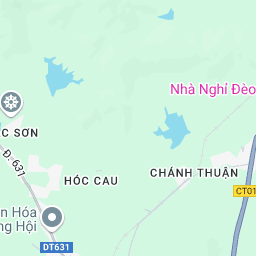 Nhà Nghỉ Đèo
C SƠN
Đ. 631
HÓC CAU
CHÁNH THUẬN
CT01
n Hóa
ng Hội
DT631